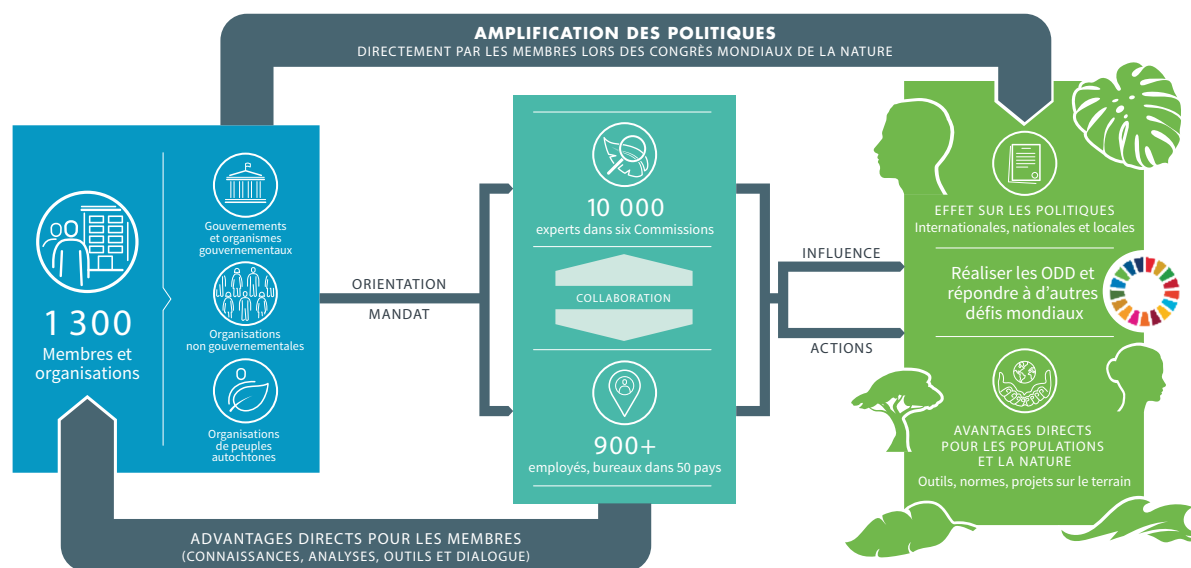 AMPLIFICATION DES POLITIQUES
DIRECTEMENT PAR LES MEMBRES LORS DES CONGRÈS MONDIAUX DE LA NATURE
1 300
Membres et
organisations
Gouvernements
et organismes
gouvernementaux
Organisations
non gouvernementales
Organisations
de peuples
autochtones
ORIENTATION
MANDAT
10 000
experts dans six Commissions
COLLABORATION
900+
employés, bureaux dans 50 pays
INFLUENCE
ACTIONS
EFFET SUR LES POLITIQUES
Internationales, nationales et locales
Réaliser les ODD et
répondre à d'autres
défis mondiaux
AVANTAGES DIRECTS
POUR LES POPULATIONS
ET LA NATURE
Outils, normes, projets sur le terrain
ADVANTAGES DIRECTS POUR LES MEMBRES
(CONNAISSANCES, ANALYSES, OUTILS ET DIALOGUE)